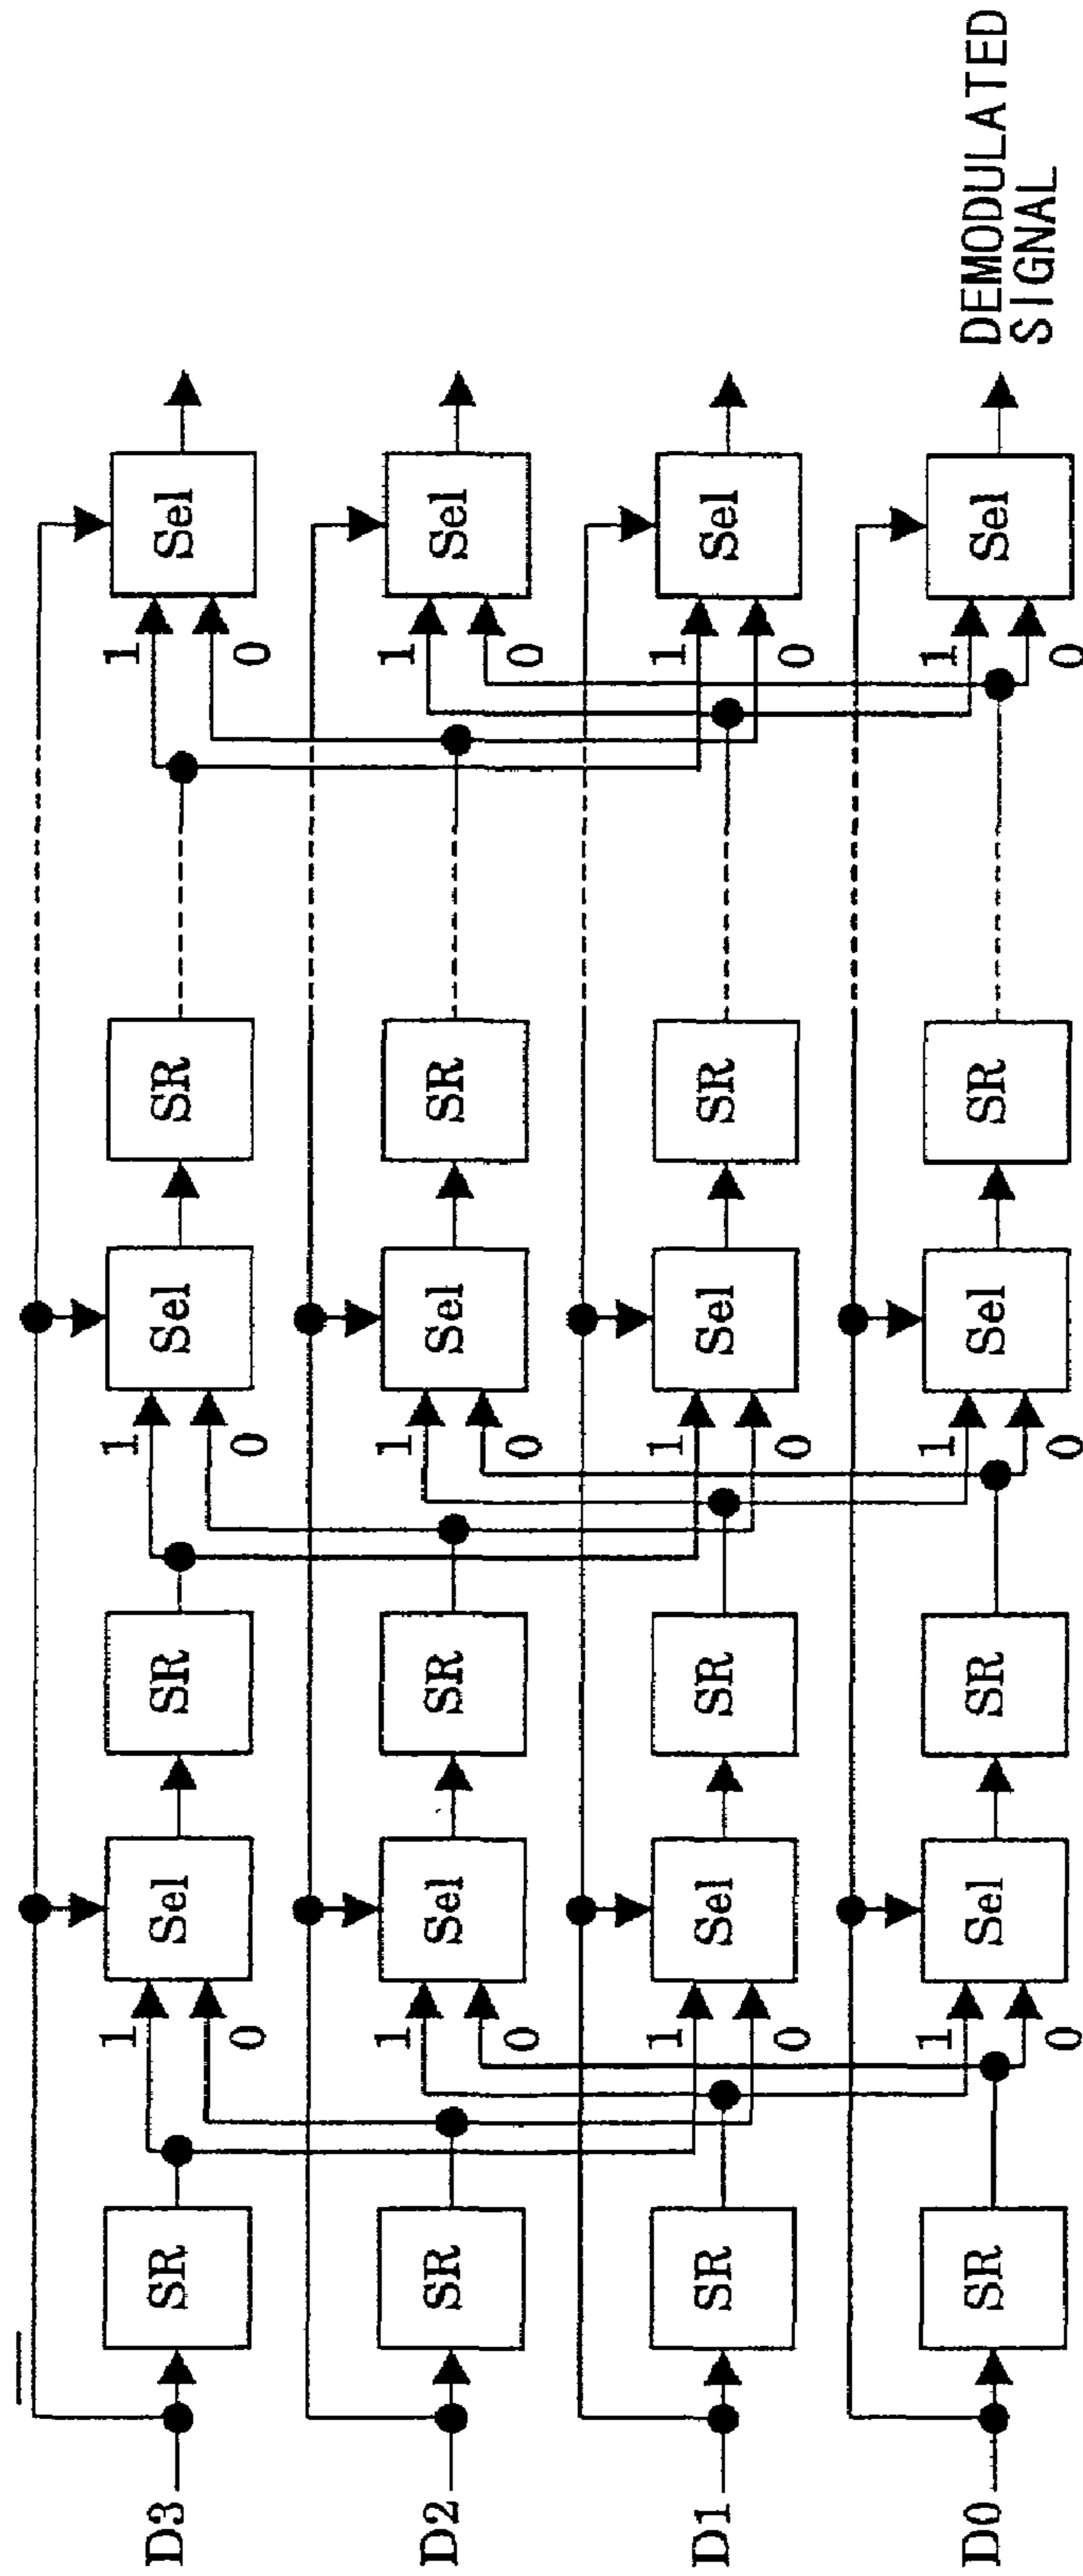 1 1 1
D3 SR Sel SR Sel SR Sel
0 0 0
1 1 1
D2 SR Sel SR Sel SR Sel
0 0 0
1 1 1
D1 SR Sel SR Sel SR Sel
0 0 0
1 1 1
D0 SR Sel SR Sel SR Sel DEMODULATED
SIGNAL
0 0 0